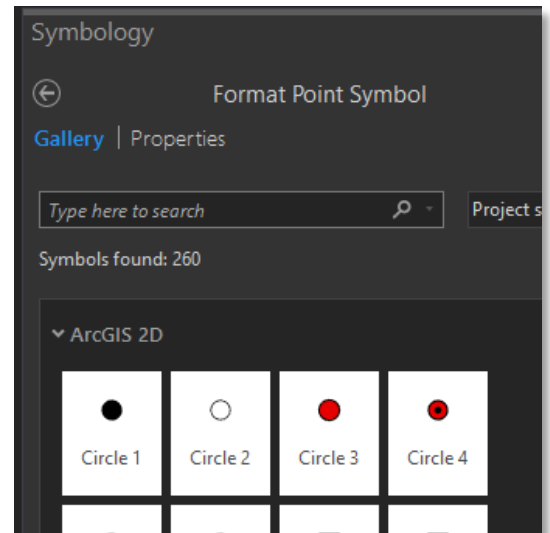 Symbology
Format Point Symbol
Gallery | Properties
Type here to search
Project s
Symbols found: 260
ArcGIS 2D
Circle 1 Circle 2 Circle 3 Circle 4